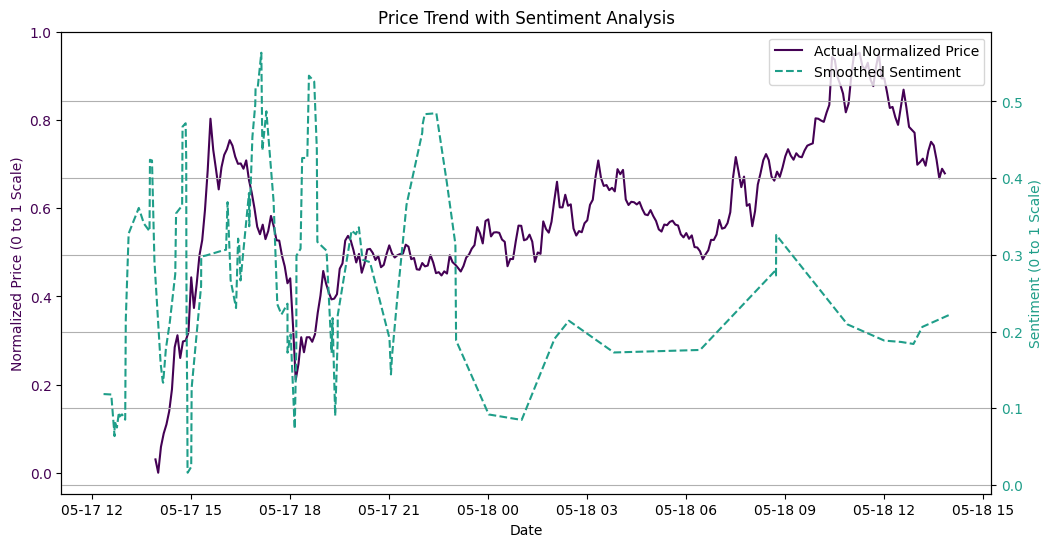 Price Trend with Sentiment Analysis
Actual Normalized Price
Smoothed Sentiment
Normalized Price (0 to 1 Scale)
1.0
0.8
0.6
0.4
0.2
0.0
0.5
0.4
0.3
0.2
0.1
0.0
Sentiment (0 to 1 Scale)
05-17 12 05-17 15 05-17 18 05-17 21 05-18 00 05-18 03 05-18 06 05-18 09 05-18 12 05-18 15
Date